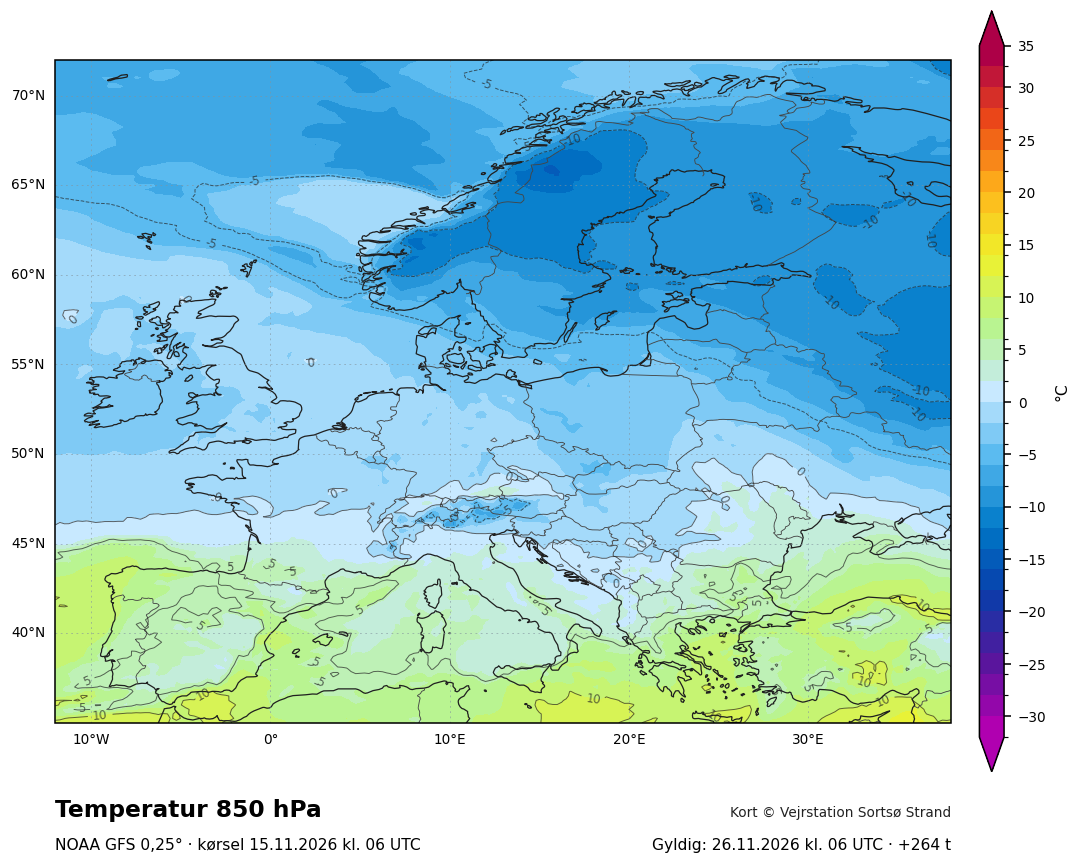 70°N
65°N
60°N
55°N
50°N
45°N
40°N
10°W
0°
10°E
20°E
30°E
35
30
25
20
15
10
5
0
−5
−10
−15
−20
−25
−30
°C
Temperatur 850 hPa
Kort © Vejrstation Sortsø Strand
NOAA GFS 0,25° · kørsel 15.11.2026 kl. 06 UTC
Gyldig: 26.11.2026 kl. 06 UTC · +264 t